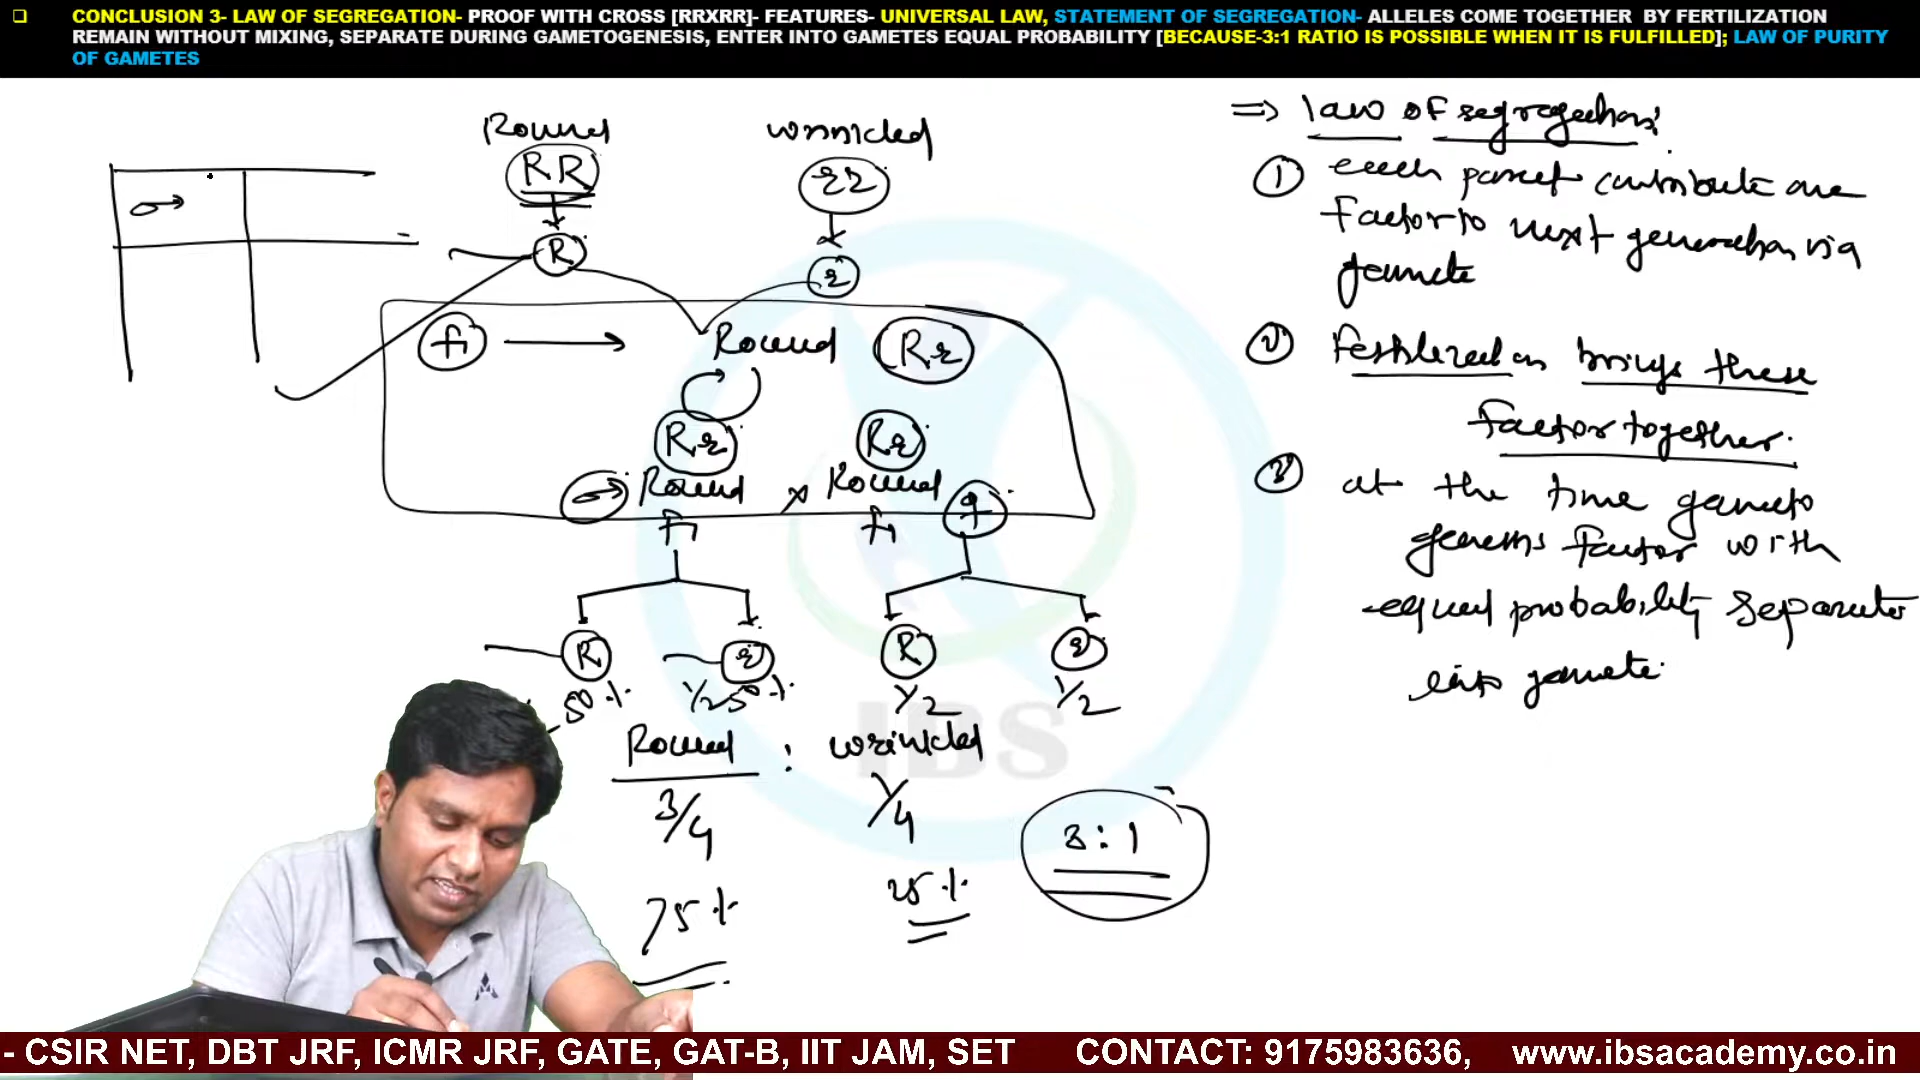 CONCLUSION 3- LAW OF SEGREGATION- PROOF WITH CROSS [RRXRR]- FEATURES- UNIVERSAL LAW, STATEMENT OF SEGREGATION- ALLELES COME TOGETHER BY FERTILIZATION
REMAIN WITHOUT MIXING, SEPARATE DURING GAMETOGENESIS, ENTER INTO GAMETES EQUAL PROBABILITY [BECAUSE-3:1 RATIO IS POSSIBLE WHEN IT IS FULFILLED]; LAW OF PURITY
OF GAMETES
Round wrinkled
RR rr
R r
F1 → Round Rr
Rr Rr
♂ Round x Round ♀
F1 F1
R r R r
50% 1/2 50% 1/2 1/2
Round : wrinkled
3/4 1/4
3:1
75% 25%
⇒ law of segregation:
① each parent contribute one
factor to next generation via
gamete
② Fertilization brings these
factor together.
③ at the time gameto
genesis factor with
equal probability separates
into gamete.
IBS
- CSIR NET, DBT JRF, ICMR JRF, GATE, GAT-B, IIT JAM, SET CONTACT: 9175983636, www.ibsacademy.co.in